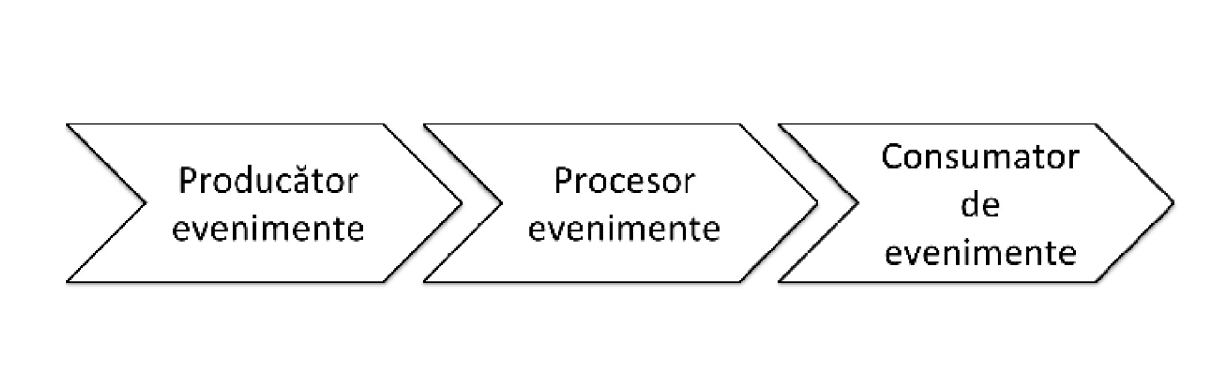 Producător
evenimente
Procesor
evenimente
Consumator
de
evenimente